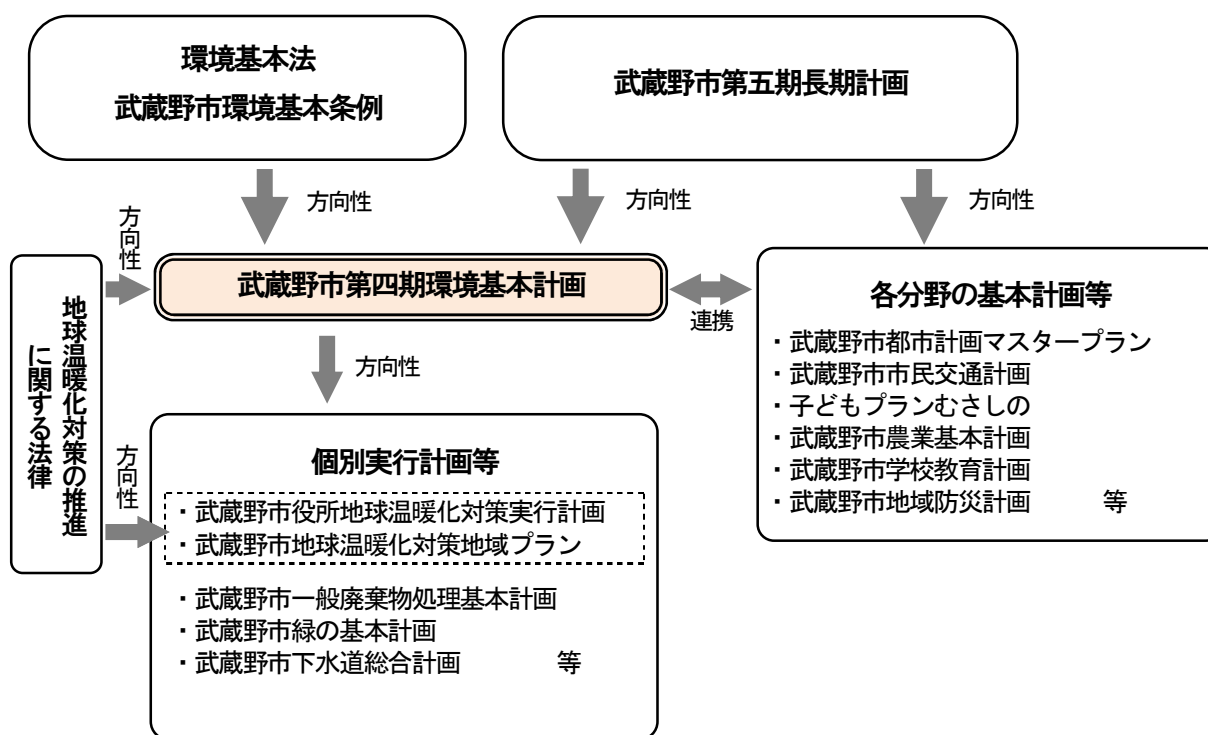 環境基本法
武蔵野市環境基本条例
武蔵野市第五期長期計画
方向性
方向性
方向性
方向性
地球温暖化対策の推進
に関する法律
武蔵野市第四期環境基本計画
連携
各分野の基本計画等
・武蔵野市都市計画マスタープラン
・武蔵野市市民交通計画
・子どもプランむさしの
・武蔵野市農業基本計画
・武蔵野市学校教育計画
・武蔵野市地域防災計画 等
方向性
方向性
個別実行計画等
・武蔵野市役所地球温暖化対策実行計画
・武蔵野市地球温暖化対策地域プラン
・武蔵野市一般廃棄物処理基本計画
・武蔵野市緑の基本計画
・武蔵野市下水道総合計画 等